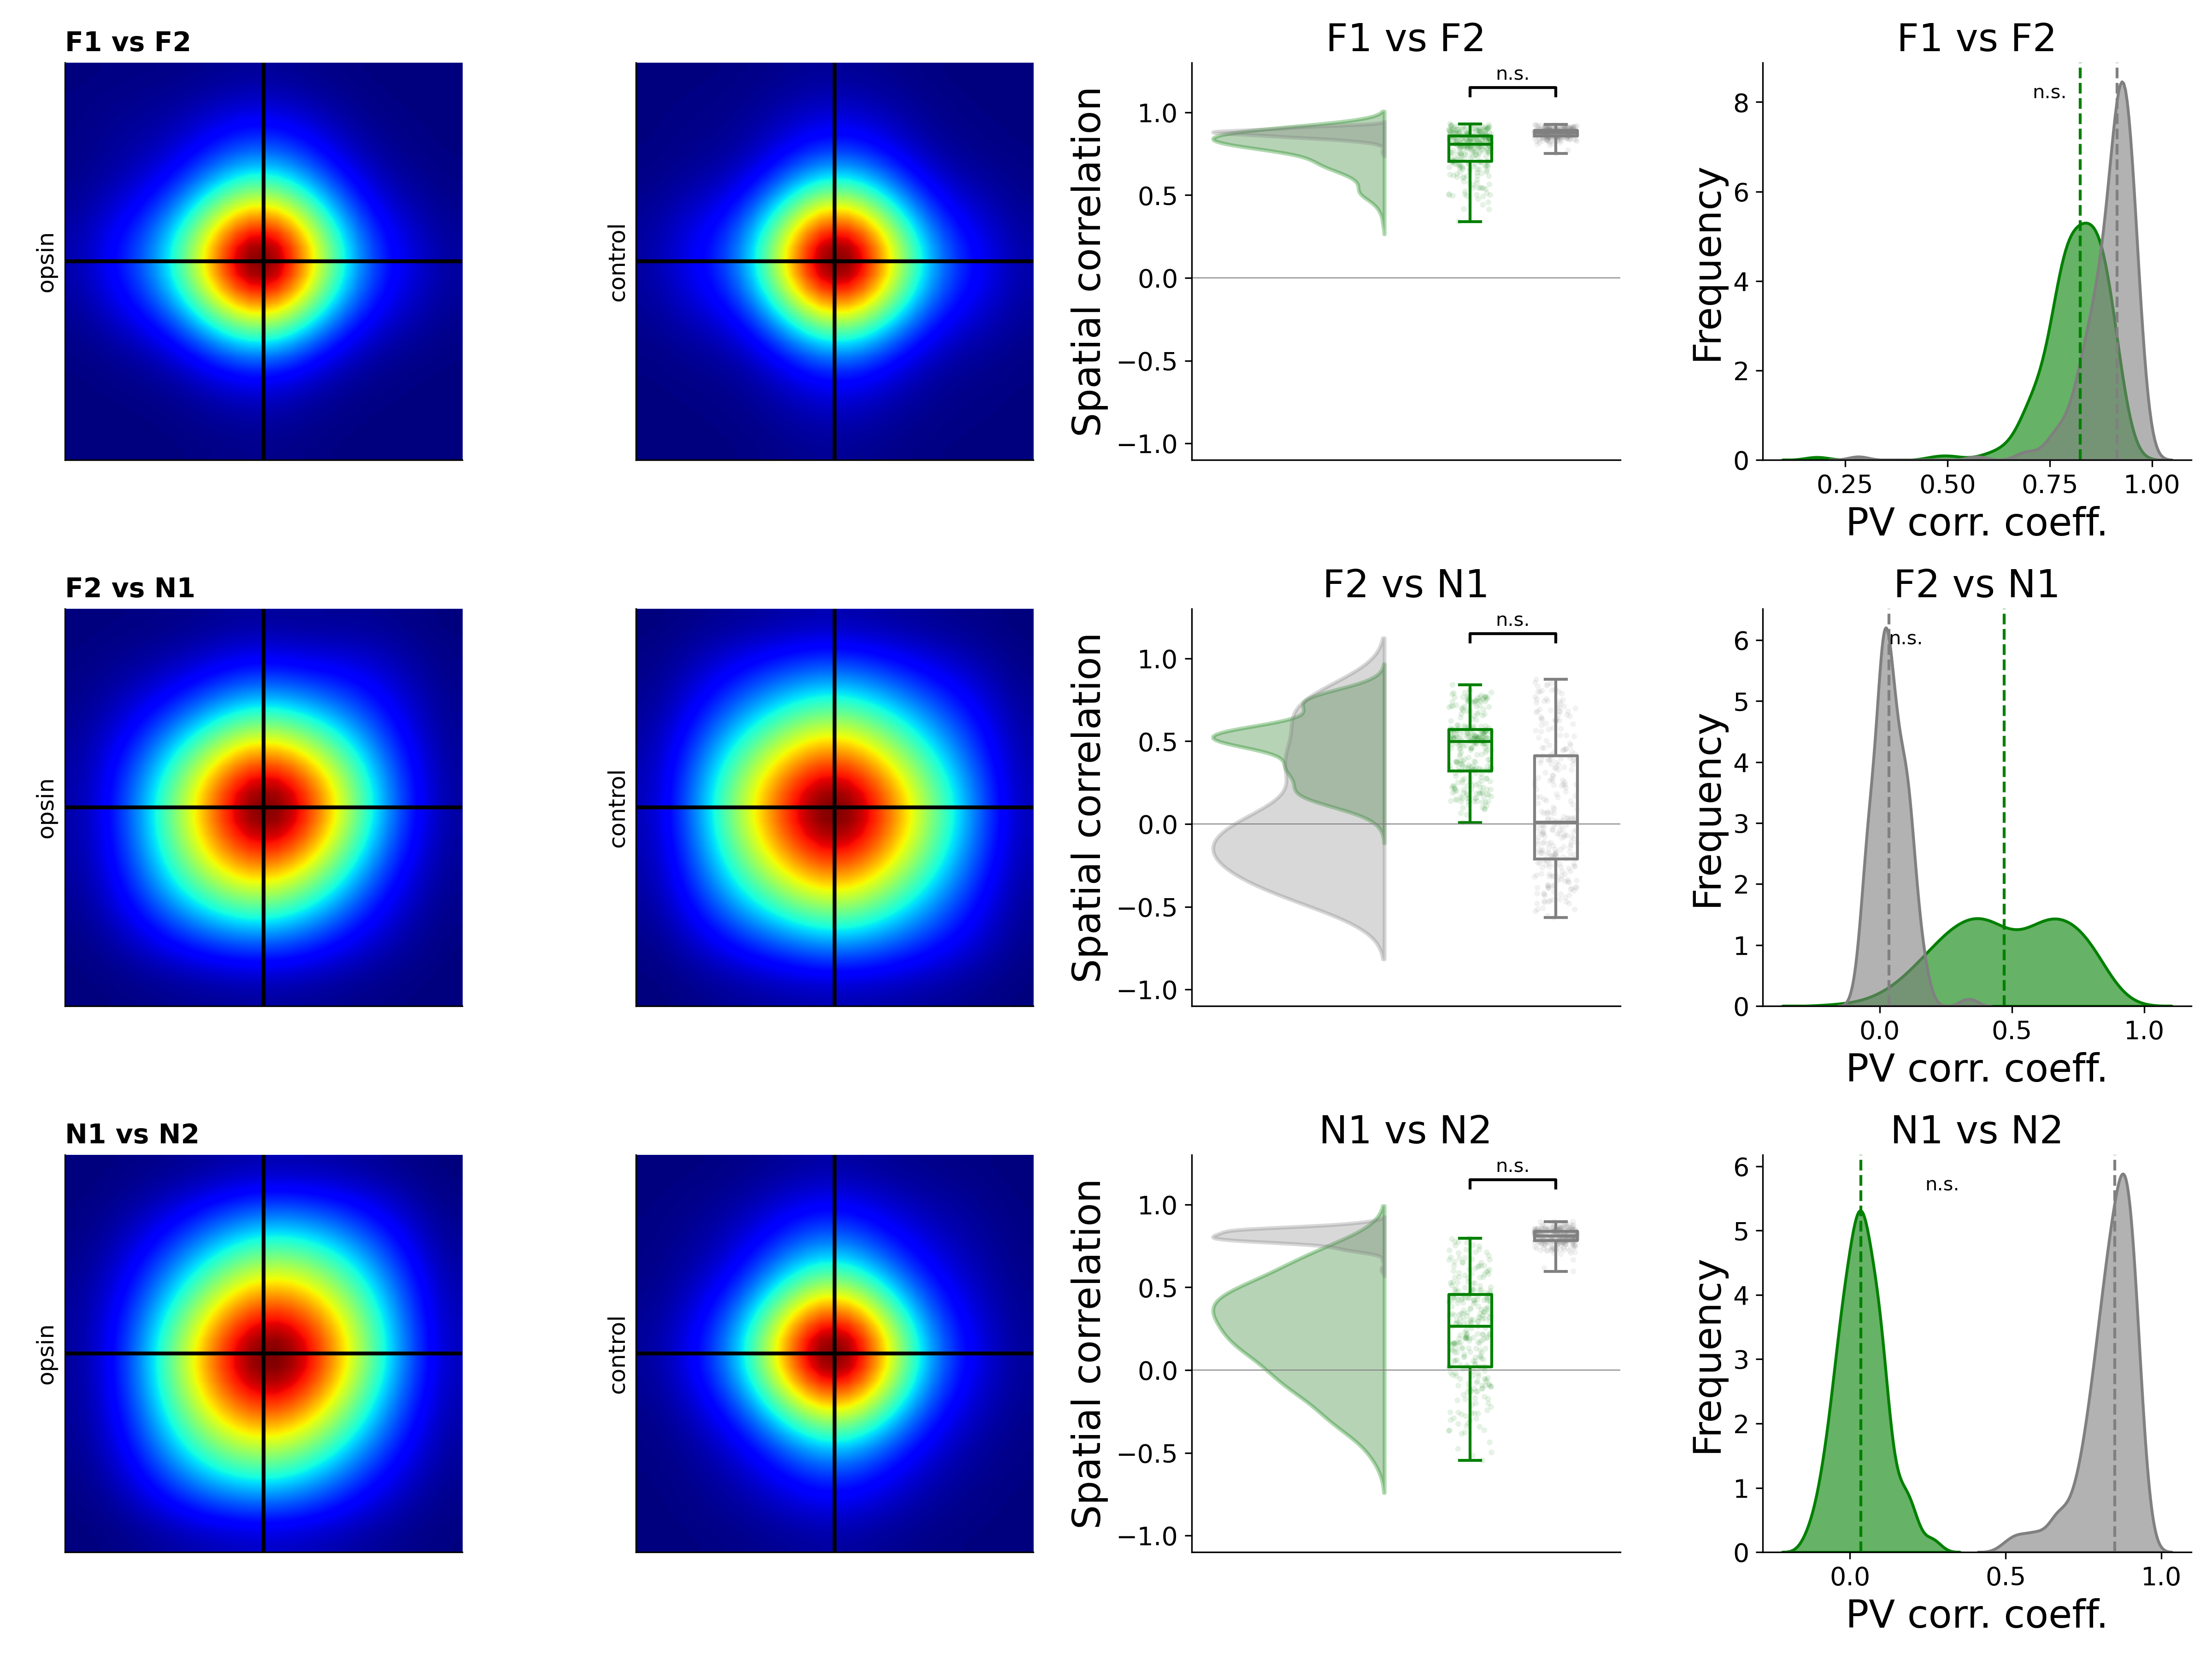 F1 vs F2
opsin
control
F1 vs F2
Spatial correlation
1.0
0.5
0.0
−0.5
−1.0
n.s.
F1 vs F2
Frequency
8
6
4
2
0
n.s.
0.25 0.50 0.75 1.00
PV corr. coeff.
F2 vs N1
opsin
control
F2 vs N1
Spatial correlation
1.0
0.5
0.0
−0.5
−1.0
n.s.
F2 vs N1
Frequency
6
5
4
3
2
1
0
n.s.
0.0 0.5 1.0
PV corr. coeff.
N1 vs N2
opsin
control
N1 vs N2
Spatial correlation
1.0
0.5
0.0
−0.5
−1.0
n.s.
N1 vs N2
Frequency
6
5
4
3
2
1
0
n.s.
0.0 0.5 1.0
PV corr. coeff.